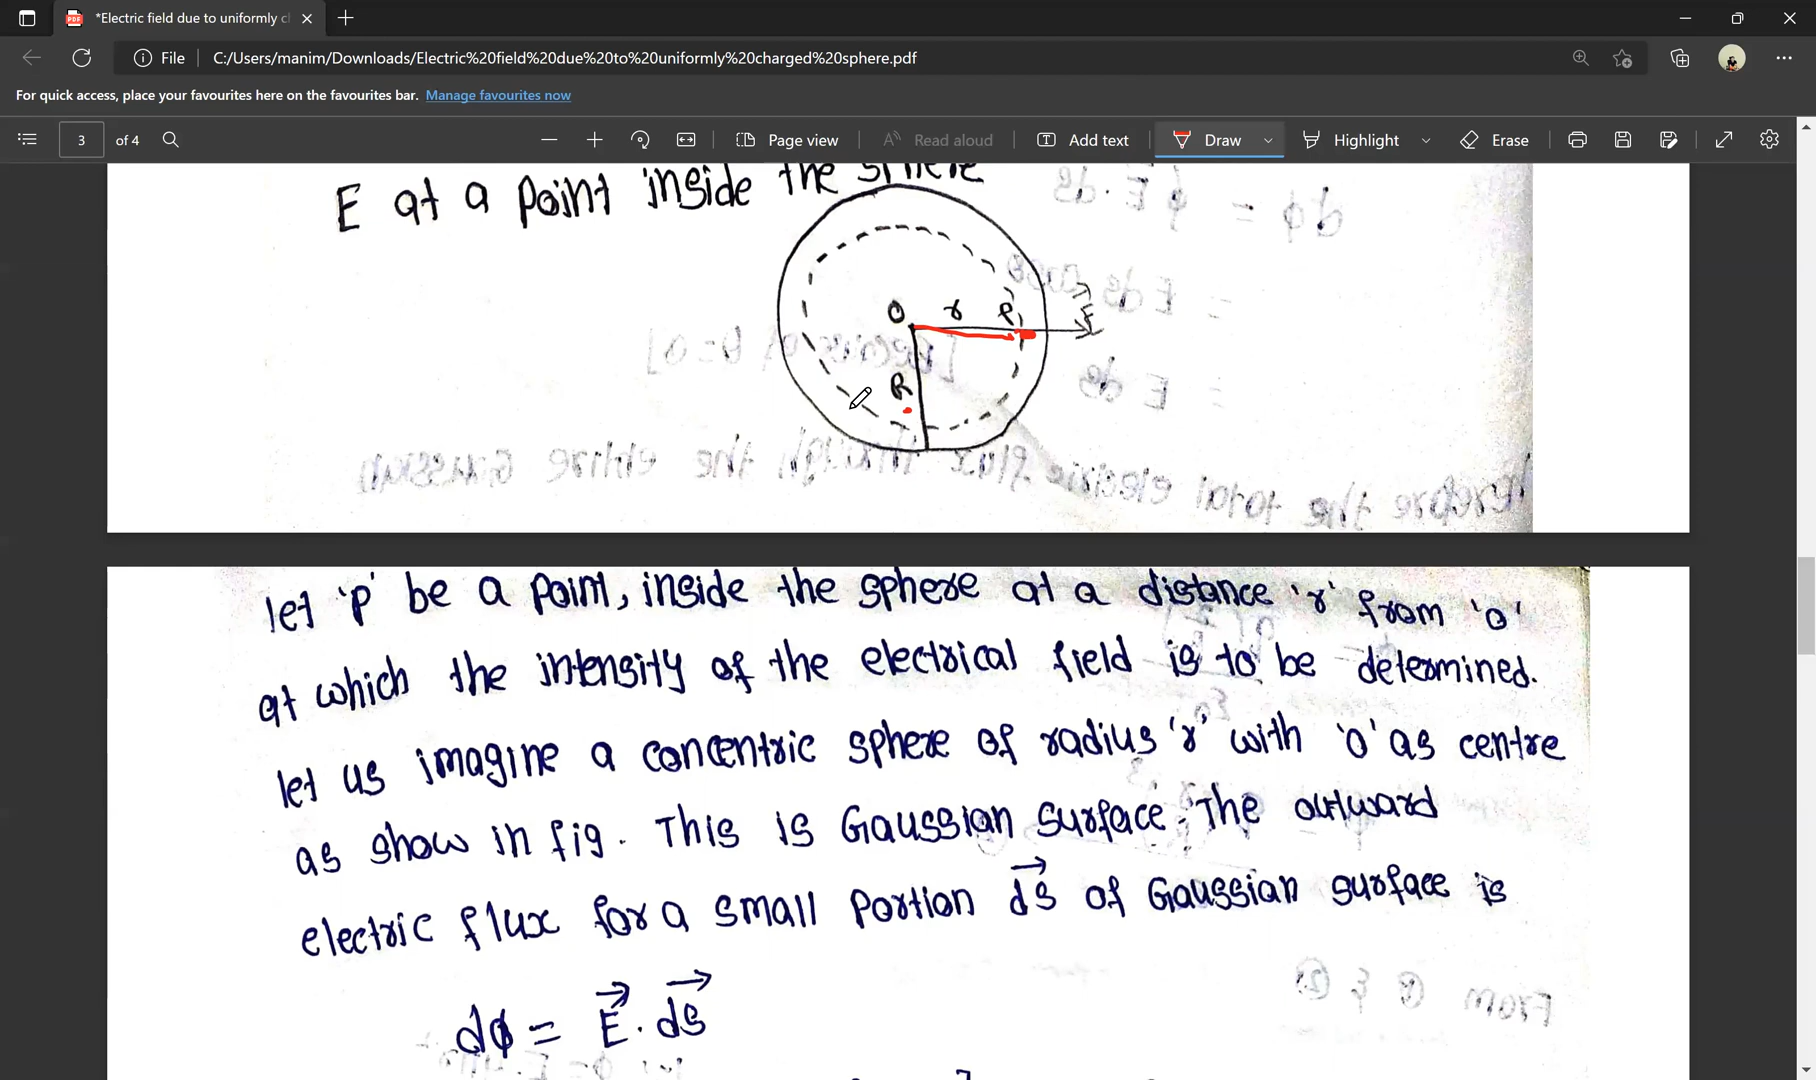 *Electric field due to uniformly cl
File C:/Users/manim/Downloads/Electric%20field%20due%20to%20uniformly%20charged%20sphere.pdf
For quick access, place your favourites here on the favourites bar. Manage favourites now
3 of 4 Page view Read aloud Add text Draw Highlight Erase
E at a point inside the sphere
O r P E
R
let 'p' be a point, inside the sphere at a distance 'r' from 'o'
at which the intensity of the electrical field is to be determined.
let us imagine a concentric sphere of radius 'r' with 'o' as centre
as show in fig. This is Gaussian surface. The outward
electric flux for a small portion ds of Gaussian surface is
dϕ = E . ds